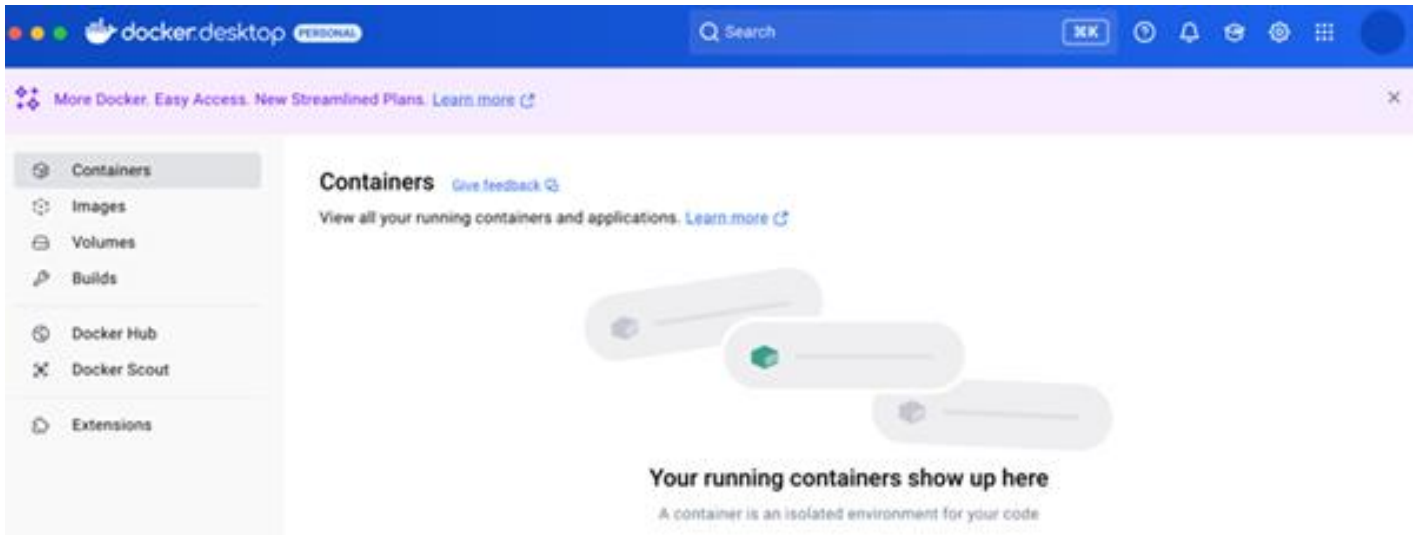 docker.desktop PERSONAL
Search
⌘K
More Docker. Easy Access. New Streamlined Plans. Learn more
Containers
Images
Volumes
Builds
Docker Hub
Docker Scout
Extensions
Containers Give feedback
View all your running containers and applications. Learn more
Your running containers show up here
A container is an isolated environment for your code